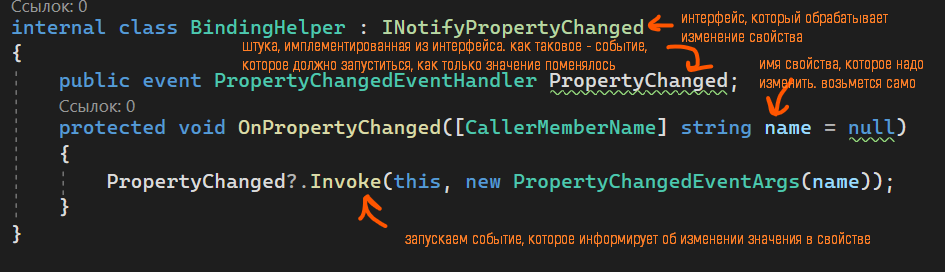 Ссылок: 0
internal class BindingHelper : INotifyPropertyChanged
интерфейс, который обрабатывает
изменение свойства
{
штука, имплементированная из интерфейса. как таковое - событие,
которое должно запуститься, как только значение поменялось
public event PropertyChangedEventHandler PropertyChanged;
имя свойства, которое надо
изменить. возьмется само
Ссылок: 0
protected void OnPropertyChanged([CallerMemberName] string name = null)
{
PropertyChanged?.Invoke(this, new PropertyChangedEventArgs(name));
}
запускаем событие, которое информирует об изменении значения в свойстве
}